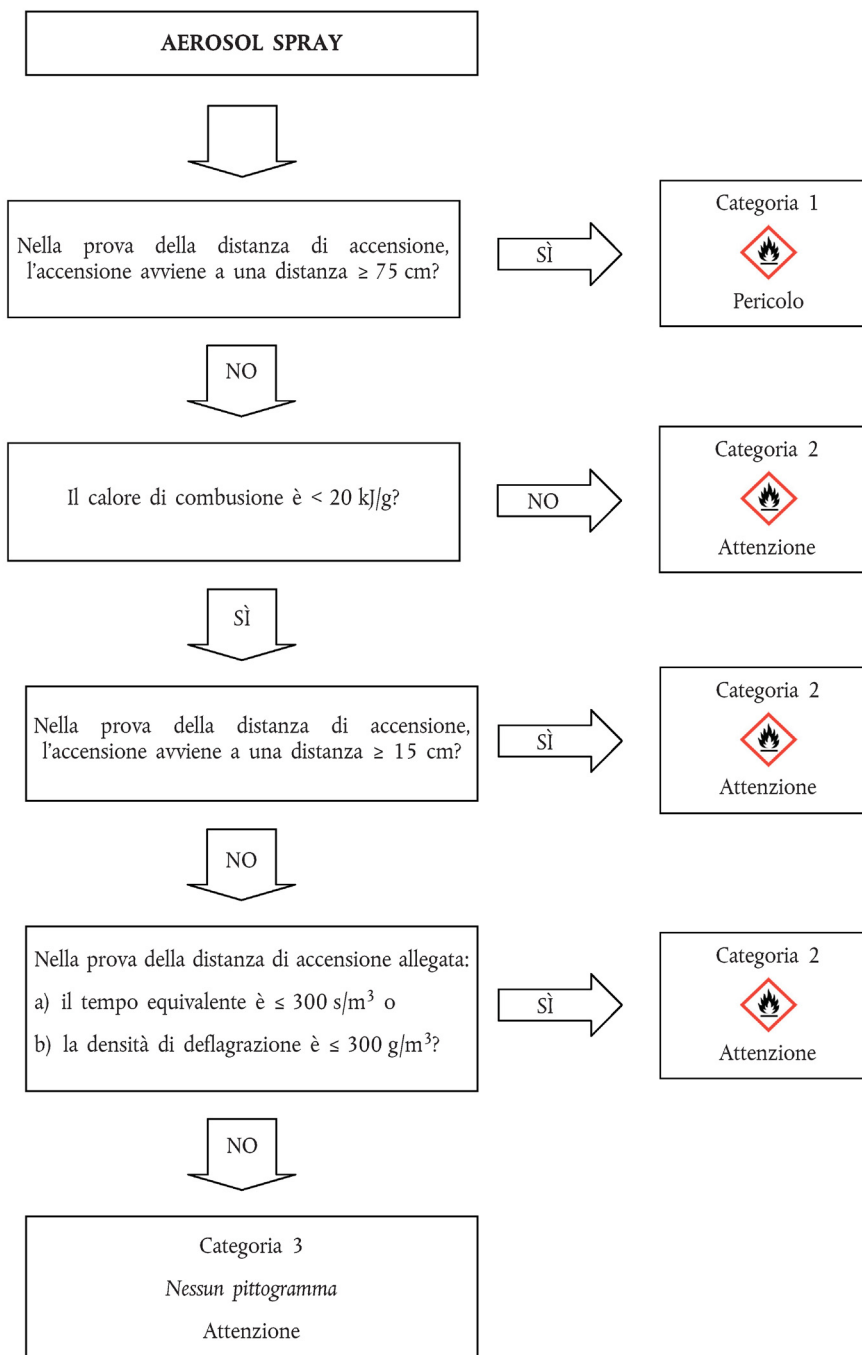 AEROSOL SPRAY
Nella prova della distanza di accensione,
l'accensione avviene a una distanza ≥ 75 cm?
SÌ
Categoria 1
Pericolo
NO
Il calore di combusione è < 20 kJ/g?
NO
Categoria 2
Attenzione
SÌ
Nella prova della distanza di accensione,
l'accensione avviene a una distanza ≥ 15 cm?
SÌ
Categoria 2
Attenzione
NO
Nella prova della distanza di accensione allegata:
a) il tempo equivalente è ≤ 300 s/m³ o
b) la densità di deflagrazione è ≤ 300 g/m³?
SÌ
Categoria 2
Attenzione
NO
Categoria 3
Nessun pittogramma
Attenzione